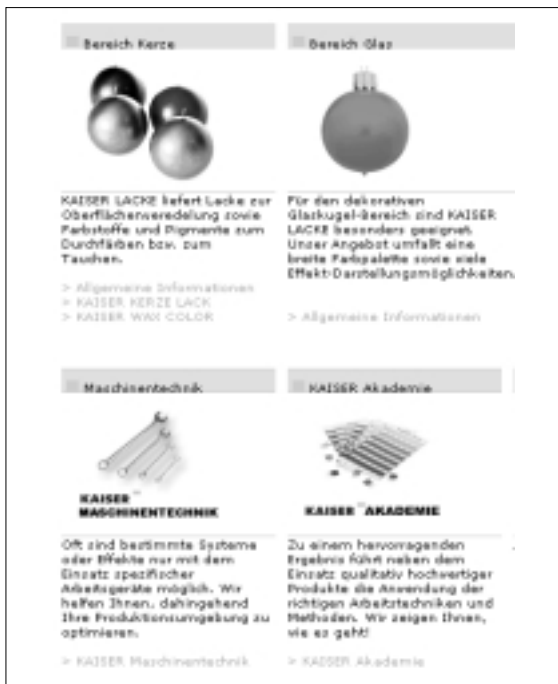 Bereich Kerze
KAISER LACKE liefert Lacke zur
Oberflächenveredelung sowie
Farbstoffe und Pigmente zum
Durchfärben bzw. zum
Tauchen.
> Allgemeine Informationen
> KAISER KERZE LACK
> KAISER WAX COLOR
Bereich Glas
Für den dekorativen
Glaskugel-Bereich sind KAISER
LACKE besonders geeignet.
Unser Angebot umfaßt eine
breite Farbpalette sowie viele
Effekt-Darstellungsmöglichkeiten.
> Allgemeine Informationen
Maschinentechnik
KAISER
MASCHINENTECHNIK
Oft sind bestimmte Systeme
oder Effekte nur mit dem
Einsatz spezifischer
Arbeitsgeräte möglich. Wir
helfen Ihnen, dahingehend
Ihre Produktionsumgebung zu
optimieren.
> KAISER Maschinentechnik
KAISER Akademie
KAISER AKADEMIE
Zu einem hervorragenden
Ergebnis führt neben dem
Einsatz qualitativ hochwertiger
Produkte die Anwendung der
richtigen Arbeitstechniken und
Methoden. Wir zeigen Ihnen,
wie es geht!
> KAISER Akademie